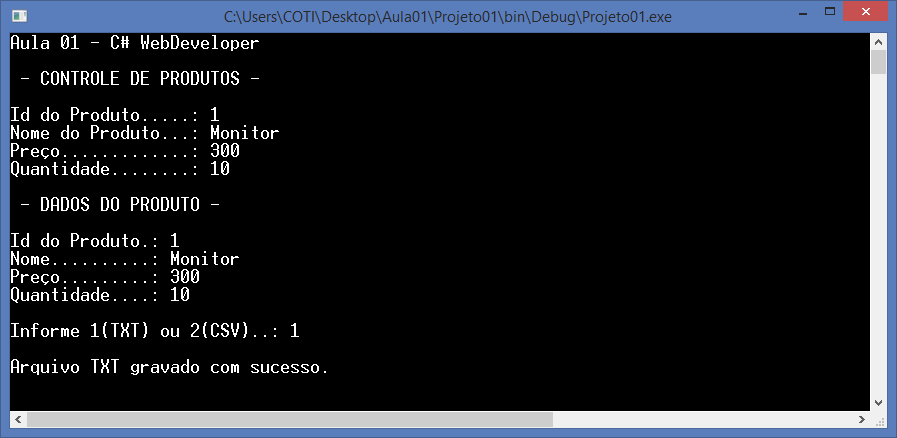 C:\Users\COTI\Desktop\Aula01\Projeto01\bin\Debug\Projeto01.exe
Aula 01 - C# WebDeveloper
- CONTROLE DE PRODUTOS -
Id do Produto.....: 1
Nome do Produto...: Monitor
Preço.............: 300
Quantidade........: 10
- DADOS DO PRODUTO -
Id do Produto.: 1
Nome..........: Monitor
Preço.........: 300
Quantidade....: 10
Informe 1(TXT) ou 2(CSV)..: 1
Arquivo TXT gravado com sucesso.